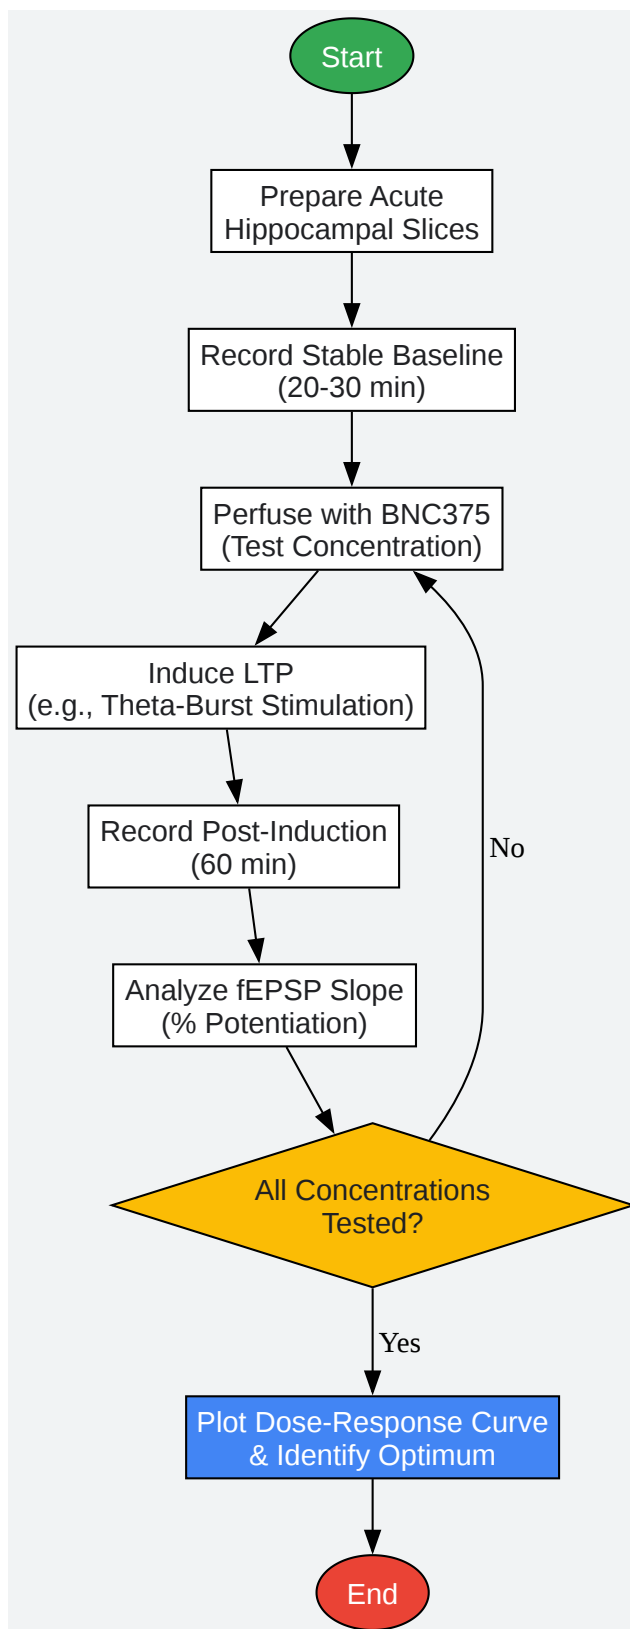 Start
Prepare Acute
Hippocampal Slices
Record Stable Baseline
(20-30 min)
Perfuse with BNC375
(Test Concentration)
Induce LTP
(e.g., Theta-Burst Stimulation)
Record Post-Induction
(60 min)
No
Analyze fEPSP Slope
(% Potentiation)
All Concentrations
Tested?
Yes
Plot Dose-Response Curve
& Identify Optimum
End